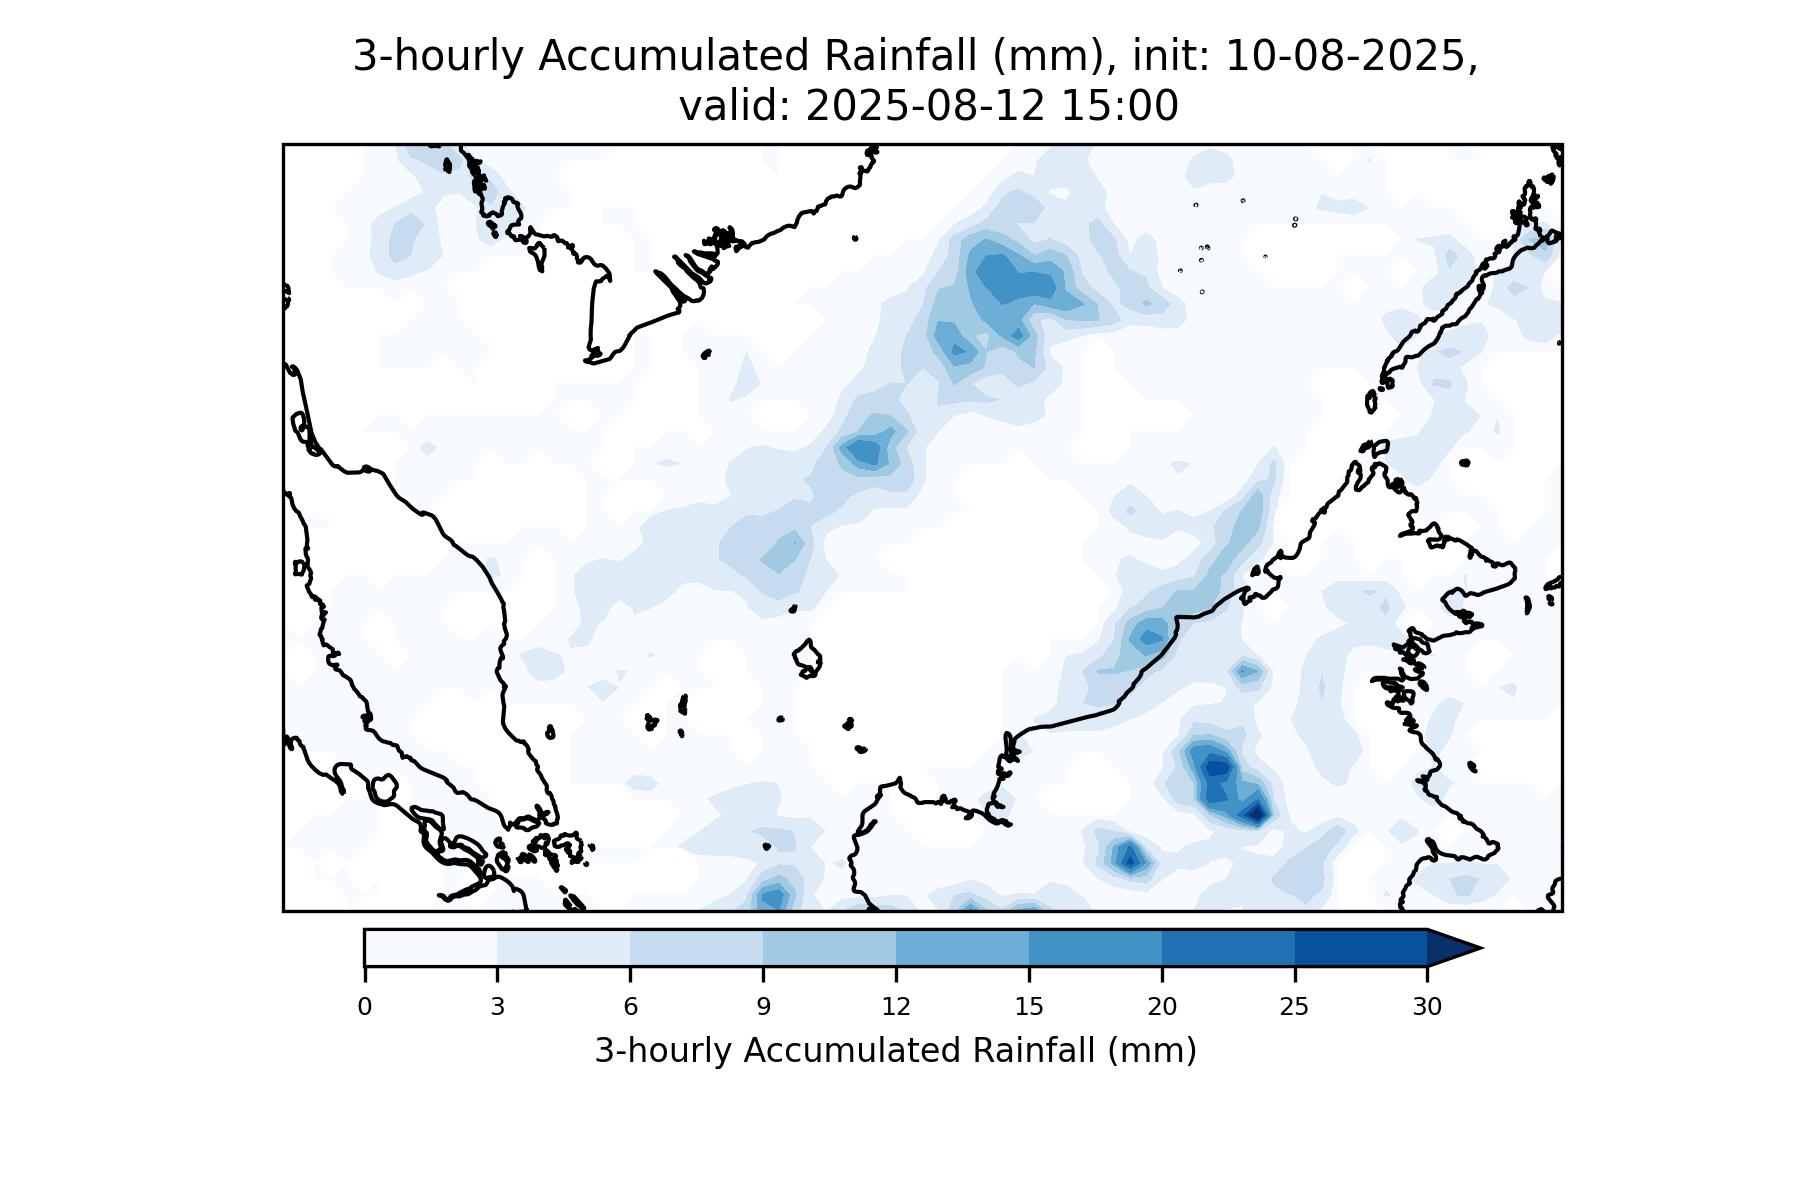 3-hourly Accumulated Rainfall (mm), init: 10-08-2025,
valid: 2025-08-12 15:00
0 3 6 9 12 15 20 25 30
3-hourly Accumulated Rainfall (mm)